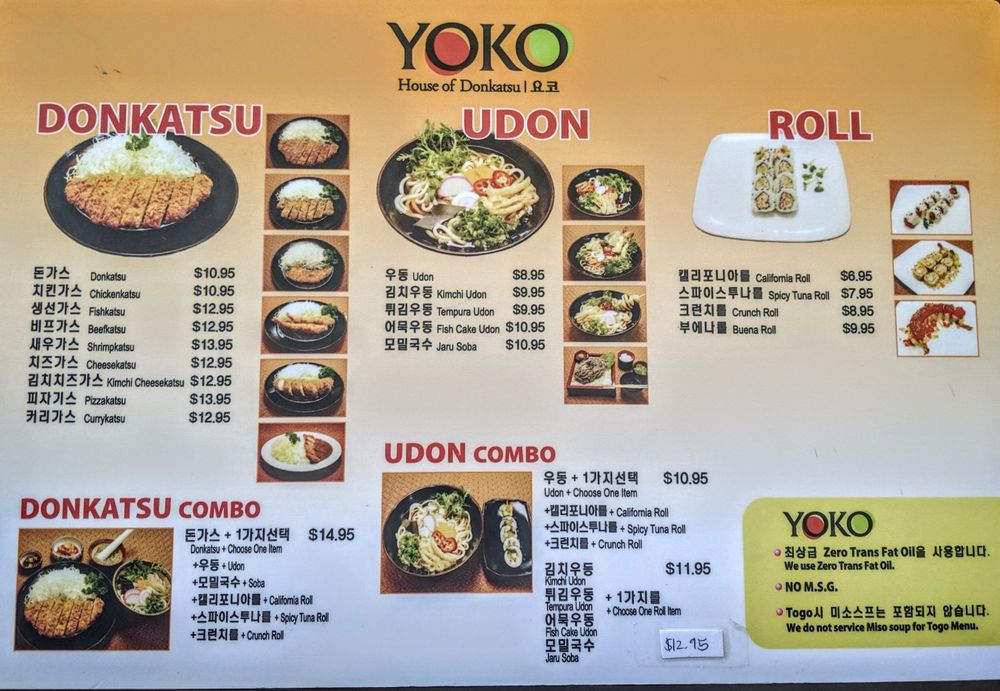 YOKO
House of Donkatsu | 요코
DONKATSU
돈가스 Donkatsu $10.95
치킨가스 Chickenkatsu $10.95
생선가스 Fishkatsu $12.95
비프가스 Beefkatsu $12.95
새우가스 Shrimpkatsu $13.95
치즈가스 Cheesekatsu $12.95
김치치즈가스 Kimchi Cheesekatsu $12.95
피자기스 Pizzakatsu $13.95
커리가스 Currykatsu $12.95
UDON
우동 Udon $8.95
김치우동 Kimchi Udon $9.95
튀김우동 Tempura Udon $9.95
어묵우동 Fish Cake Udon $10.95
모밀국수 Jaru Soba $10.95
ROLL
캘리포니아롤 California Roll $6.95
스파이스투나롤 Spicy Tuna Roll $7.95
크런치롤 Crunch Roll $8.95
부에나롤 Buena Roll $9.95
DONKATSU COMBO
돈가스 + 1가지선택 $14.95
Donkatsu + Choose One Item
+우동 + Udon
+모밀국수 + Soba
+캘리포니아롤 + California Roll
+스파이스투나롤 + Spicy Tuna Roll
+크런치롤 + Crunch Roll
UDON COMBO
우동 + 1가지선택 $10.95
Udon + Choose One Item
+캘리포니아롤 + California Roll
+스파이스투나롤 + Spicy Tuna Roll
+크런치롤 + Crunch Roll
김치우동 $11.95
Kimchi Udon
튀김우동 + 1가지롤
Tempura Udon + Choose One Roll Item
어묵우동
Fish Cake Udon
모밀국수
Jaru Soba
$12.95
YOKO
최상급 Zero Trans Fat Oil을 사용합니다.
We use Zero Trans Fat Oil.
NO M.S.G.
Togo시 미소스프는 포함되지 않습니다.
We do not service Miso soup for Togo Menu.